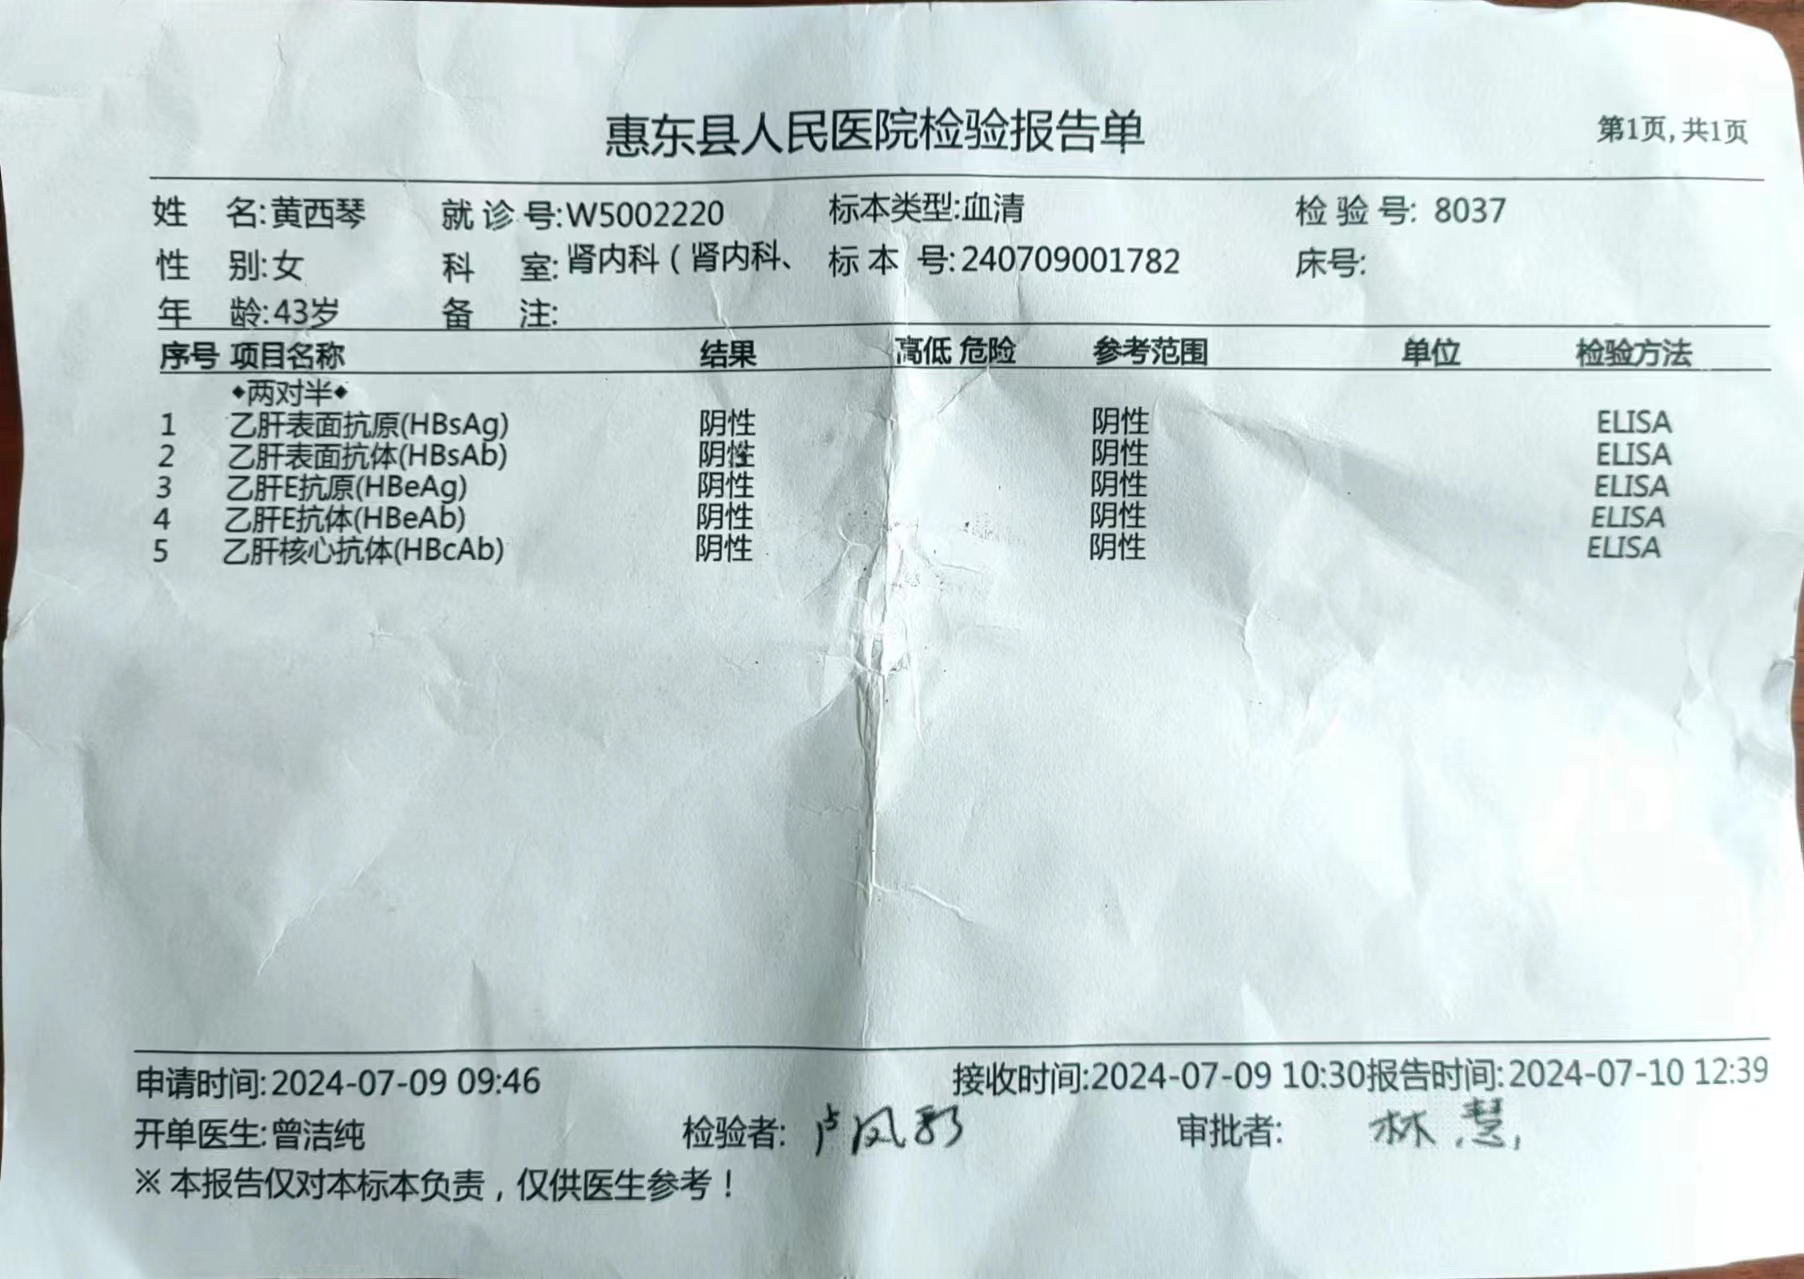 惠东县人民医院检验报告单
第1页,共1页
姓 名:黄西琴 就诊号:W5002220 标本类型:血清 检验号: 8037
性 别:女 科 室:肾内科（肾内科、 标本号:240709001782 床号:
年 龄:43岁 备 注:
序号 项目名称 结果 高低 危险 参考范围 单位 检验方法
◆两对半◆
1 乙肝表面抗原(HBsAg) 阴性 阴性 ELISA
2 乙肝表面抗体(HBsAb) 阴性 阴性 ELISA
3 乙肝E抗原(HBeAg) 阴性 阴性 ELISA
4 乙肝E抗体(HBeAb) 阴性 阴性 ELISA
5 乙肝核心抗体(HBcAb) 阴性 阴性 ELISA
申请时间:2024-07-09 09:46 接收时间:2024-07-09 10:30报告时间:2024-07-10 12:39
开单医生:曾洁纯 检验者: 卢凤彩 审批者: 林慧
※ 本报告仅对本标本负责，仅供医生参考！